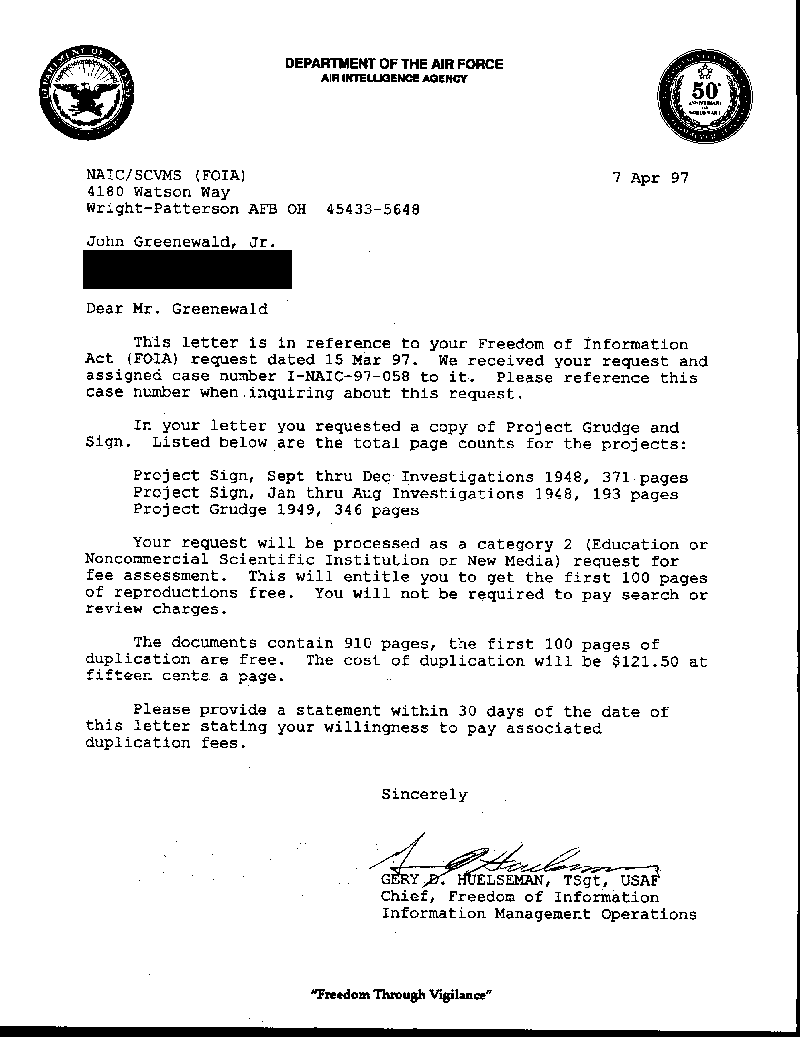 DEPARTMENT OF DEFENSE
DEPARTMENT OF THE AIR FORCE
AIR INTELLIGENCE AGENCY
50
NAIC/SCVMS (FOIA)
7 Apr 97
4180 Watson Way
Wright-Patterson AFB OH 45433-5648
John Greenewald, Jr.
Dear Mr. Greenewald
This letter is in reference to your Freedom of Information
Act (FOIA) request dated 15 Mar 97. We received your request and
assigned case number I-NAIC-97-058 to it. Please reference this
case number when inquiring about this request.
In your letter you requested a copy of Project Grudge and
Sign. Listed below are the total page counts for the projects:
Project Sign, Sept thru Dec Investigations 1948, 371 pages
Project Sign, Jan thru Aug Investigations 1948, 193 pages
Project Grudge 1949, 346 pages
Your request will be processed as a category 2 (Education or
Noncommercial Scientific Institution or New Media) request for
fee assessment. This will entitle you to get the first 100 pages
of reproductions free. You will not be required to pay search or
review charges.
The documents contain 910 pages, the first 100 pages of
duplication are free. The cost of duplication will be $121.50 at
fifteen cents a page.
Please provide a statement within 30 days of the date of
this letter stating your willingness to pay associated
duplication fees.
Sincerely
GERY D. HUELSEMAN, TSgt, USAF
Chief, Freedom of Information
Information Management Operations
"Freedom Through Vigilance"